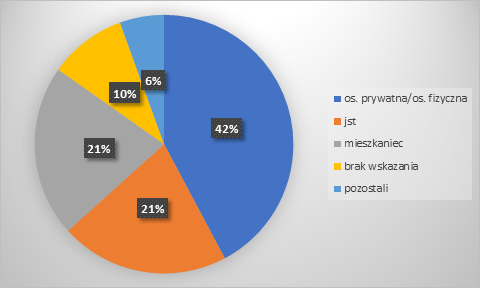 6%
10%
42%
21%
21%
os. prywatna/os. fizyczna
jst
mieszkaniec
brak wskazania
pozostali